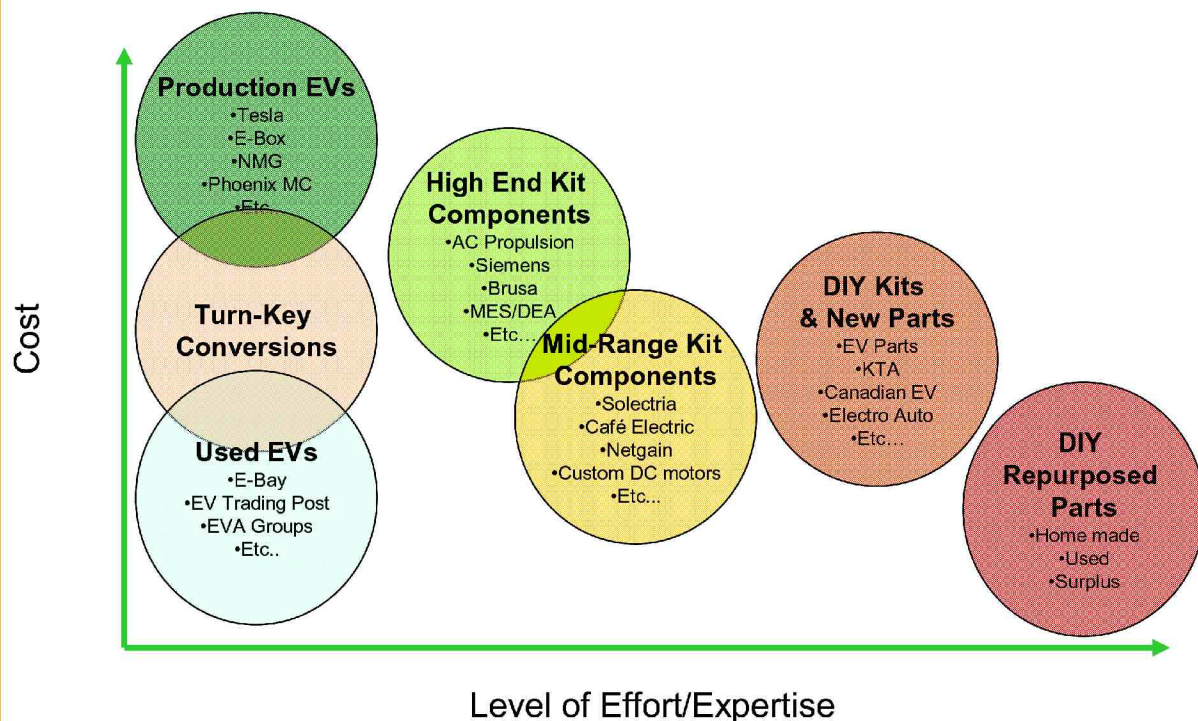 Cost
Production EVs
•Tesla
•E-Box
•NMG
•Phoenix MC
•Etc
Turn-Key
Conversions
Used EVs
•E-Bay
•EV Trading Post
•EVA Groups
•Etc..
High End Kit
Components
•AC Propulsion
•Siemens
•Brusa
•MES/DEA
•Etc…
Mid-Range Kit
Components
•Solectria
•Café Electric
•Netgain
•Custom DC motors
•Etc...
DIY Kits
& New Parts
•EV Parts
•KTA
•Canadian EV
•Electro Auto
•Etc…
DIY
Repurposed
Parts
•Home made
•Used
•Surplus
Level of Effort/Expertise